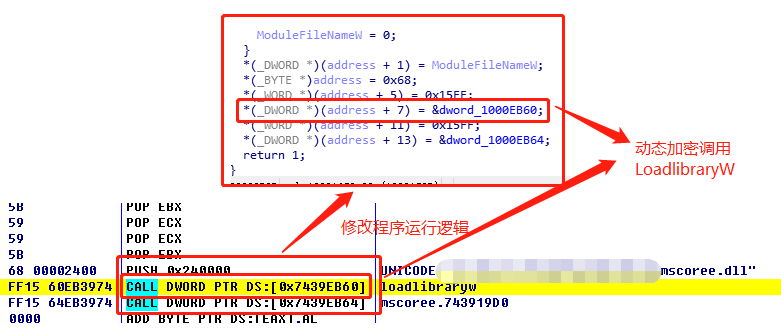 ModuleFileNameW = 0;
}
*(_DWORD *)(address + 1) = ModuleFileNameW;
*(_BYTE *)address = 0x68;
*(_WORD *)(address + 5) = 0x15FF;
*(_DWORD *)(address + 7) = &dword_1000EB60;
*(_WORD *)(address + 11) = 0x15FF;
*(_DWORD *)(address + 13) = &dword_1000EB64;
return 1;
}
动态加密调用
LoadlibraryW
修改程序运行逻辑
5B POP EBX
59 POP ECX
59 POP ECX
5B POP EBX
68 00002400 PUSH 0x240000 UNICODE mscoree.dll"
FF15 60EB3974 CALL DWORD PTR DS:[0x7439EB60] loadlibraryw
FF15 64EB3974 CALL DWORD PTR DS:[0x7439EB64] mscoree.743919D0
0000 ADD BYTE PTR DS:[EAX],AL